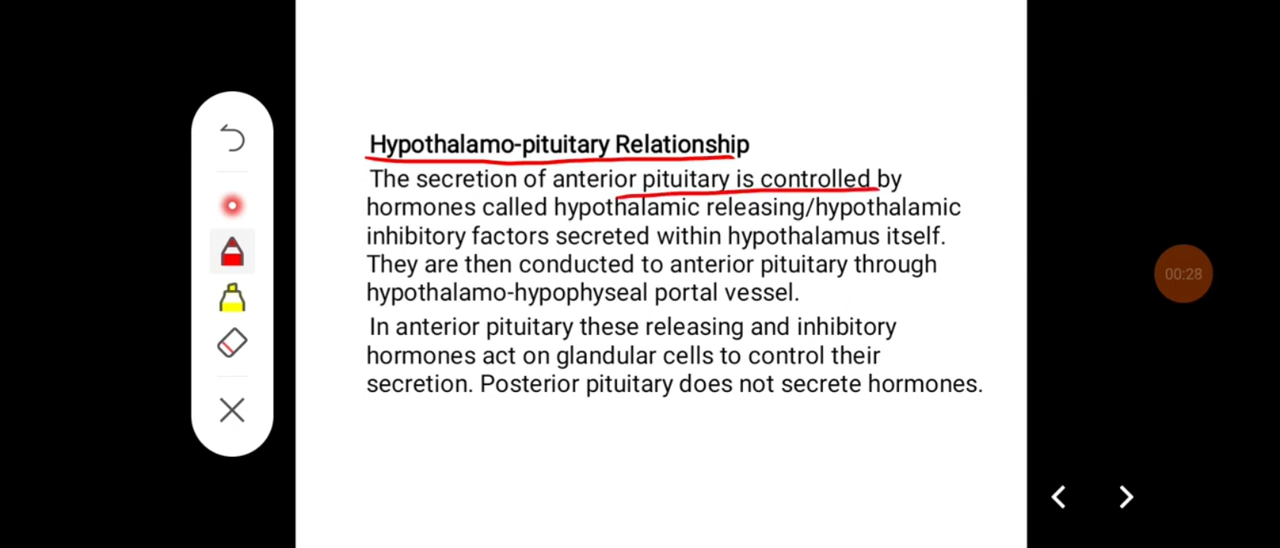 Hypothalamo-pituitary Relationship
The secretion of anterior pituitary is controlled by
hormones called hypothalamic releasing/hypothalamic
inhibitory factors secreted within hypothalamus itself.
They are then conducted to anterior pituitary through
hypothalamo-hypophyseal portal vessel.
In anterior pituitary these releasing and inhibitory
hormones act on glandular cells to control their
secretion. Posterior pituitary does not secrete hormones.
00:28